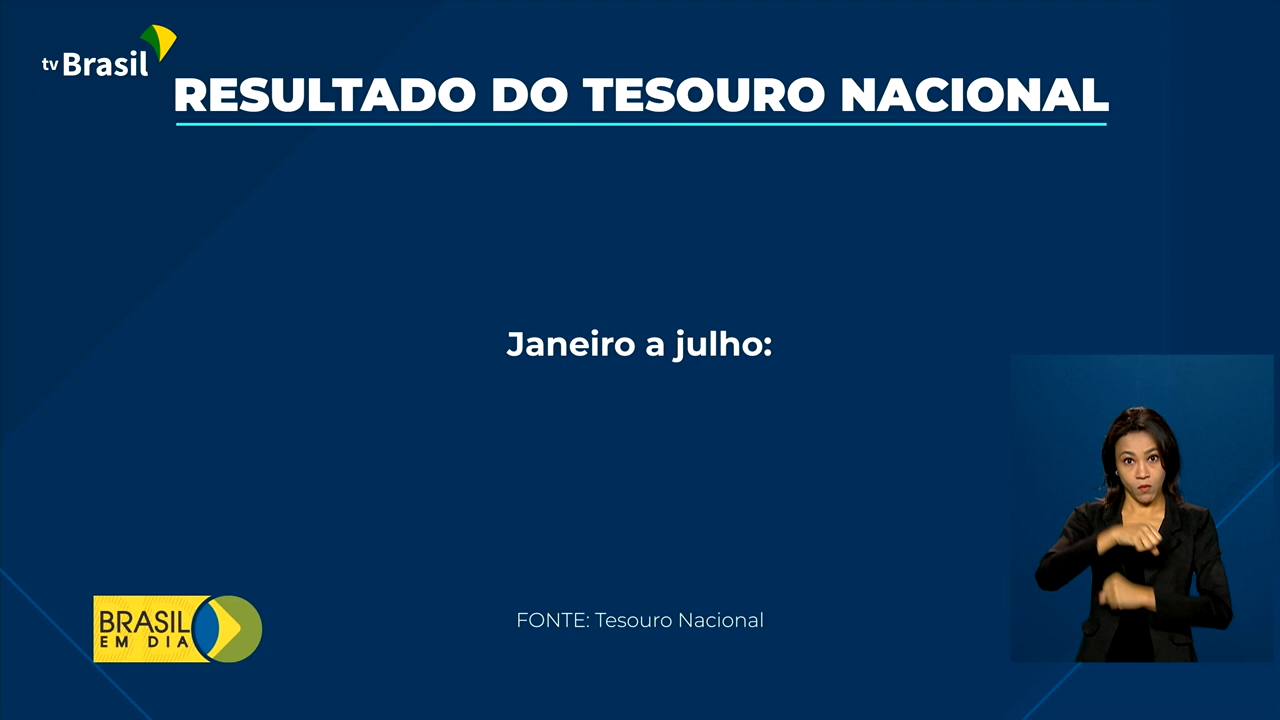 tv Brasil
RESULTADO DO TESOURO NACIONAL
Janeiro a julho:
BRASIL
EM DIA
FONTE: Tesouro Nacional